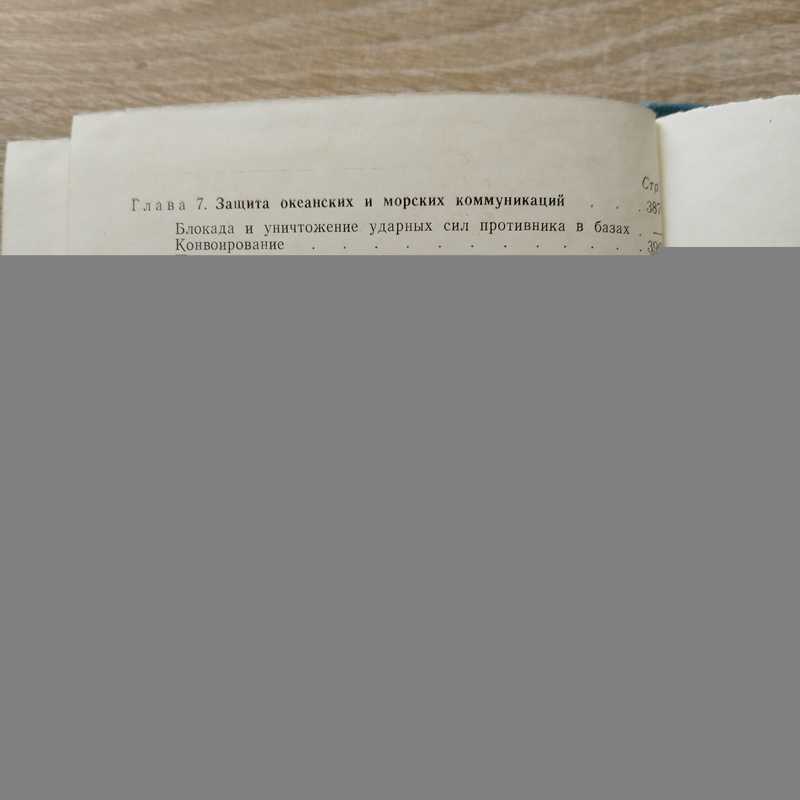 Стр
Глава 7. Защита океанских и морских коммуникаций . . . 387
Блокада и уничтожение ударных сил противника в базах . —
Конвоирование . . . . . . . . . . .